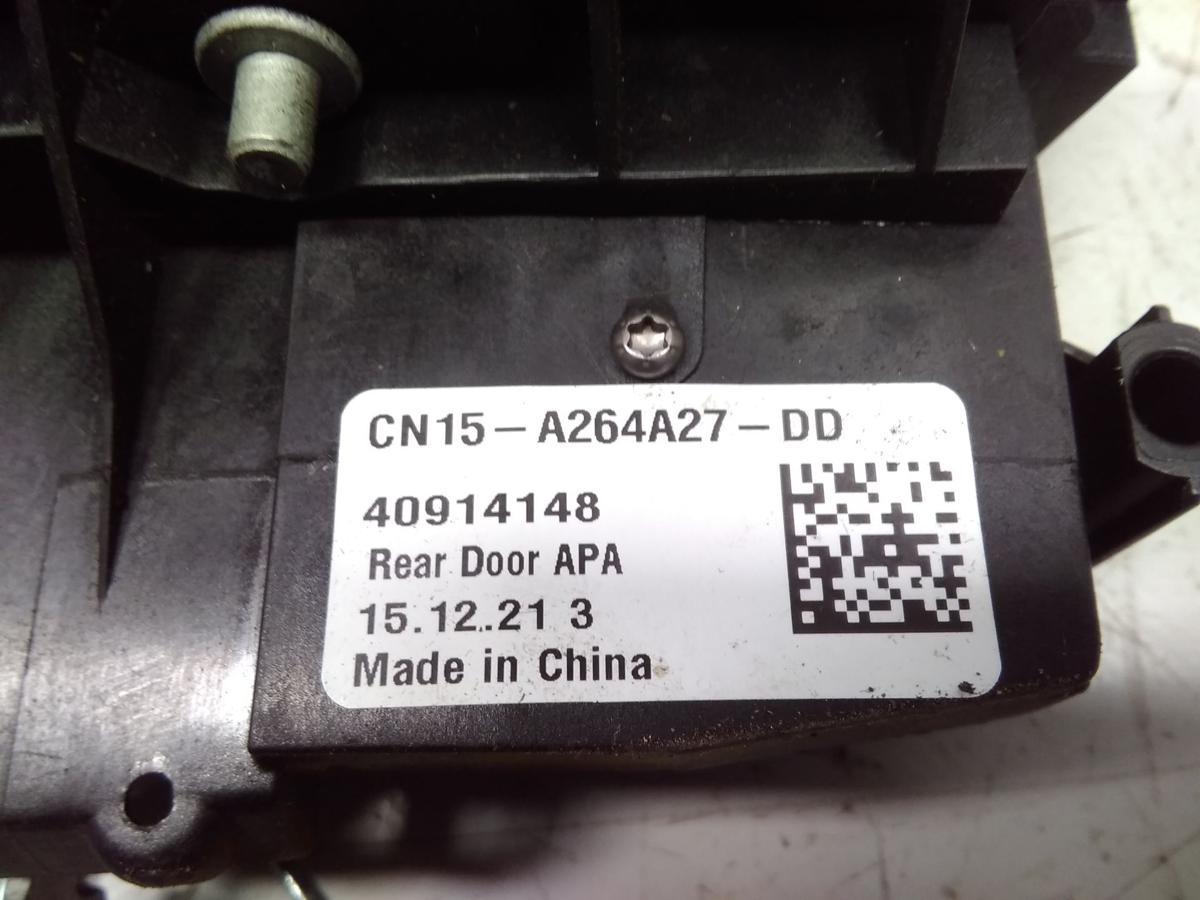 CN15-A264A27-DD
40914148
Rear Door APA
15.12..21 3
Made in China